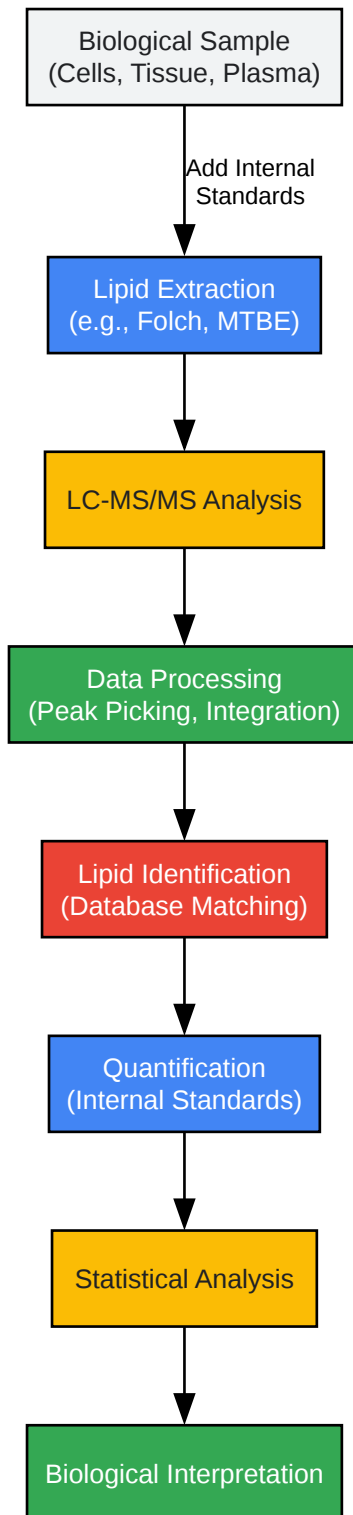 Biological Sample
(Cells, Tissue, Plasma)
Add Internal
Standards
Lipid Extraction
(e.g., Folch, MTBE)
LC-MS/MS Analysis
Data Processing
(Peak Picking, Integration)
Lipid Identification
(Database Matching)
Quantification
(Internal Standards)
Statistical Analysis
Biological Interpretation